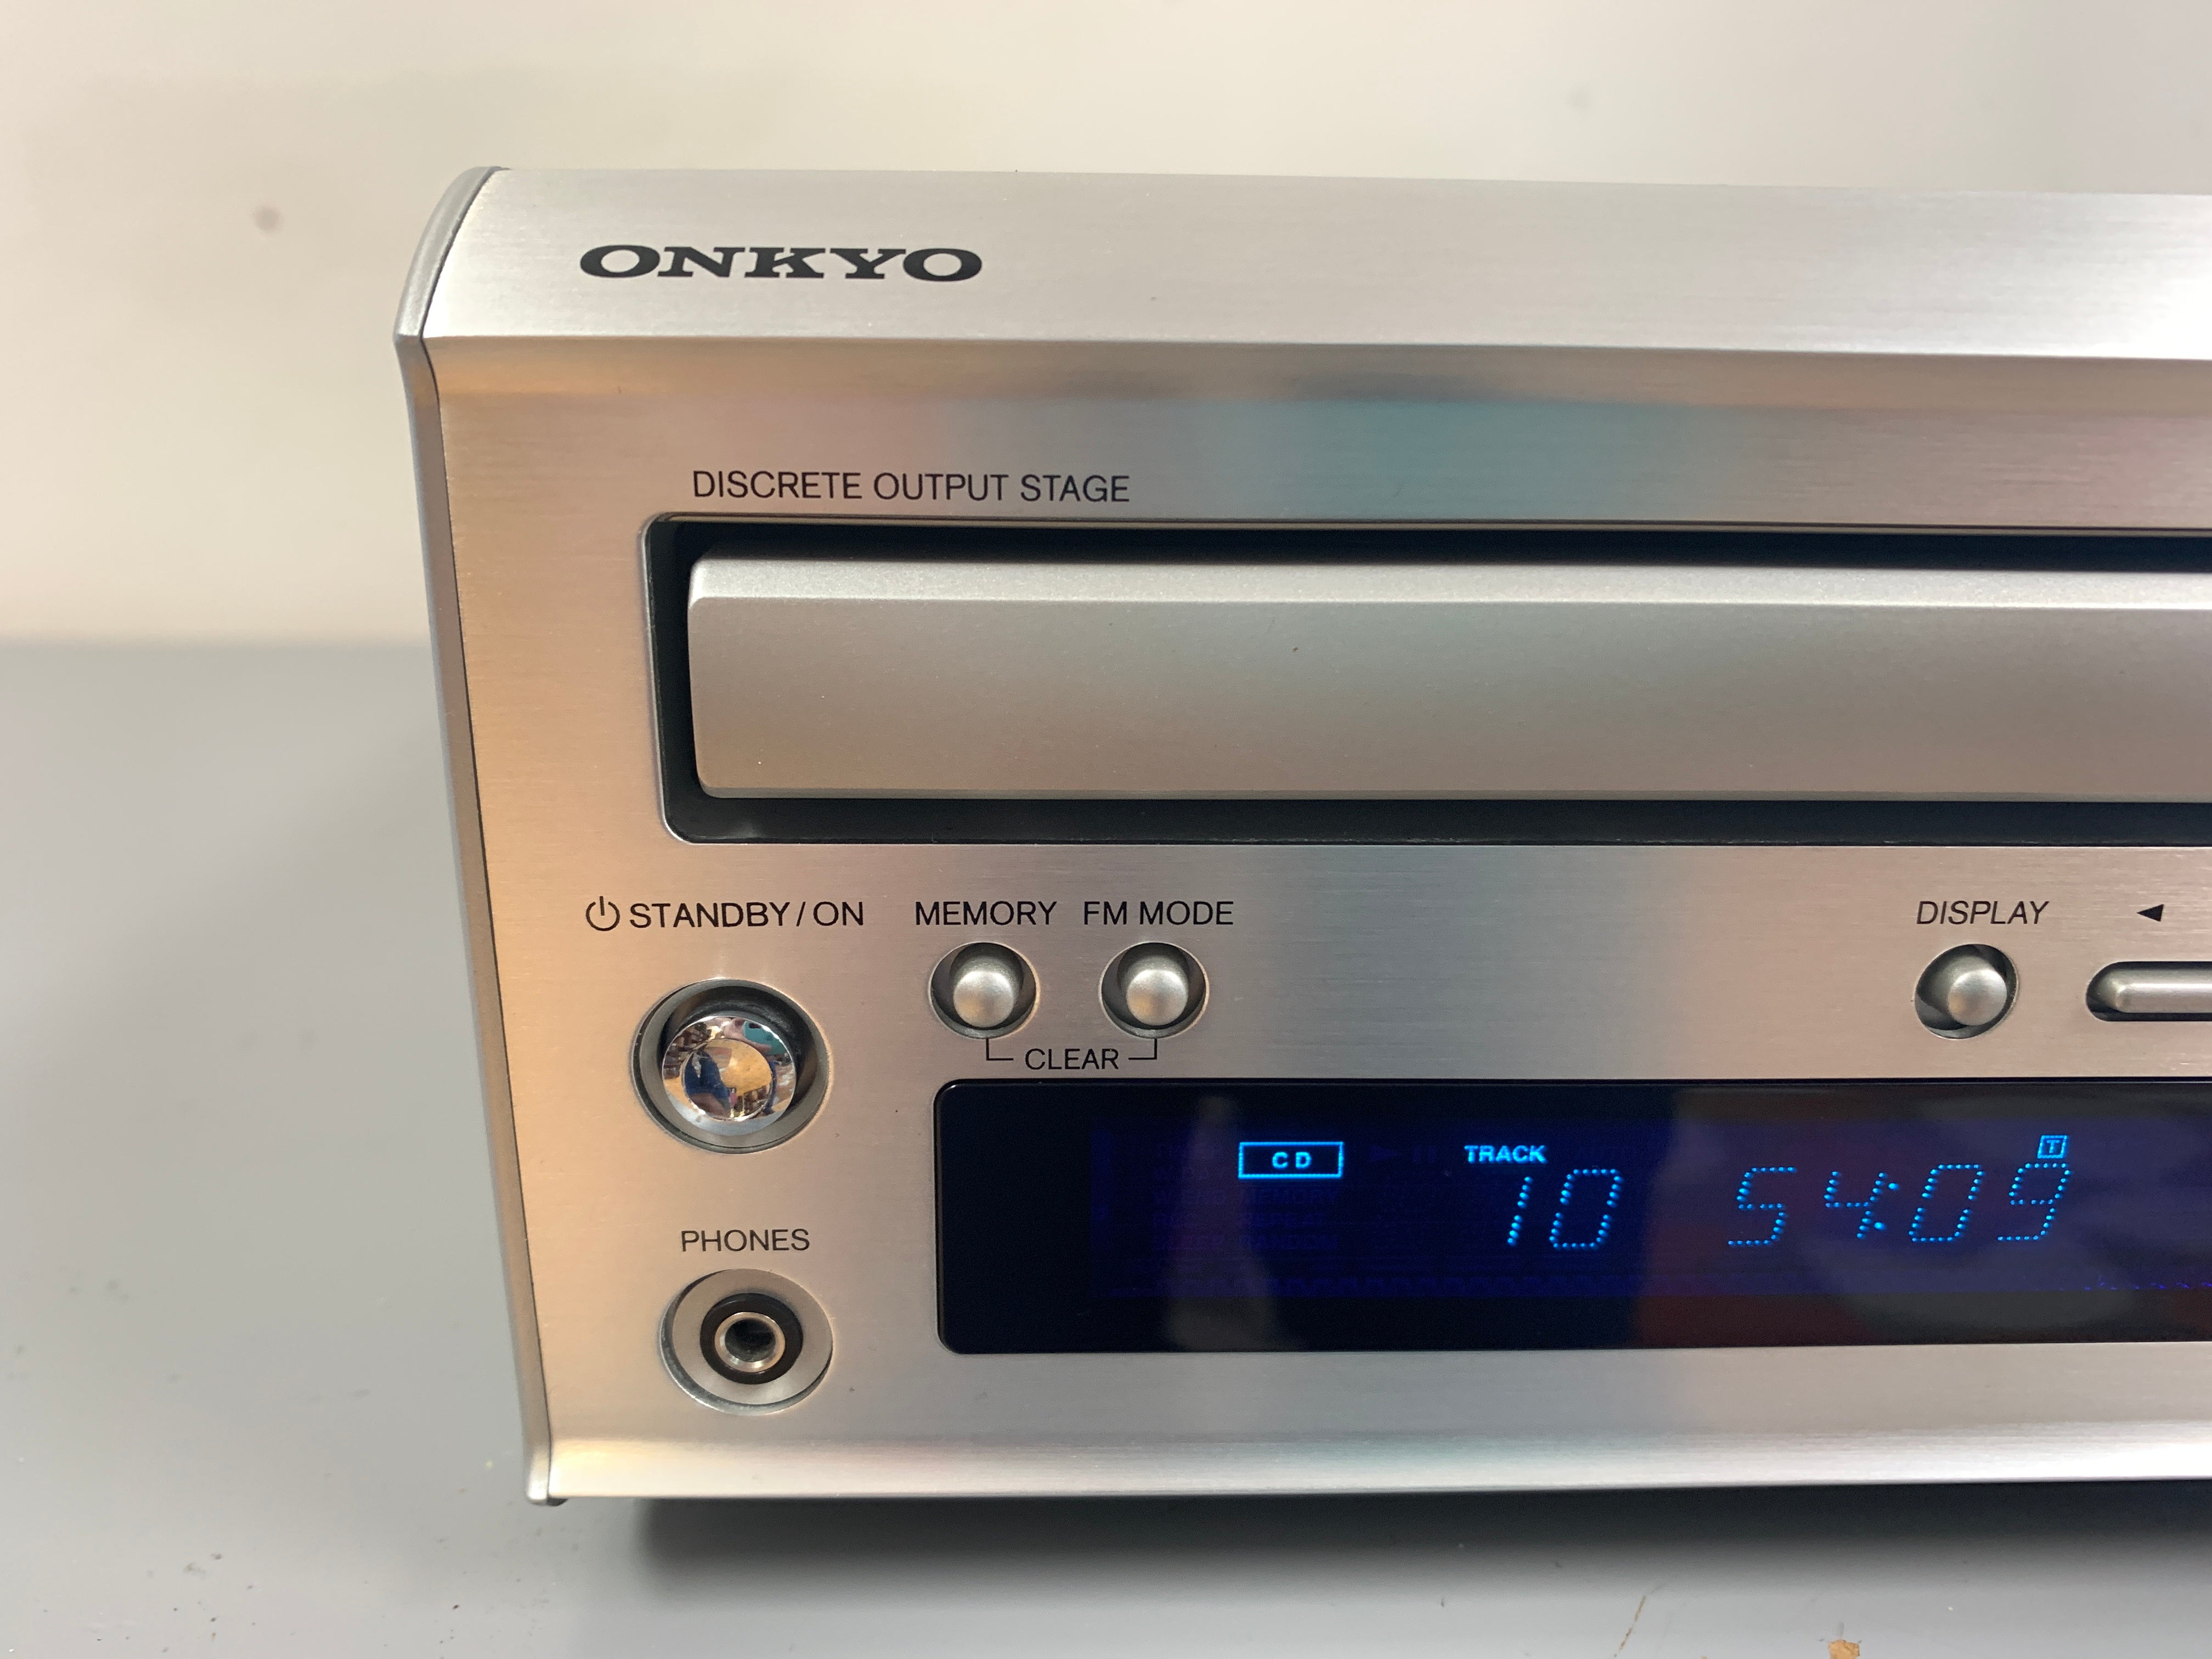 ONKYO
DISCRETE OUTPUT STAGE
STANDBY / ON
MEMORY FM MODE
DISPLAY
CLEAR
CD
TRACK
T
10 54:09
PHONES